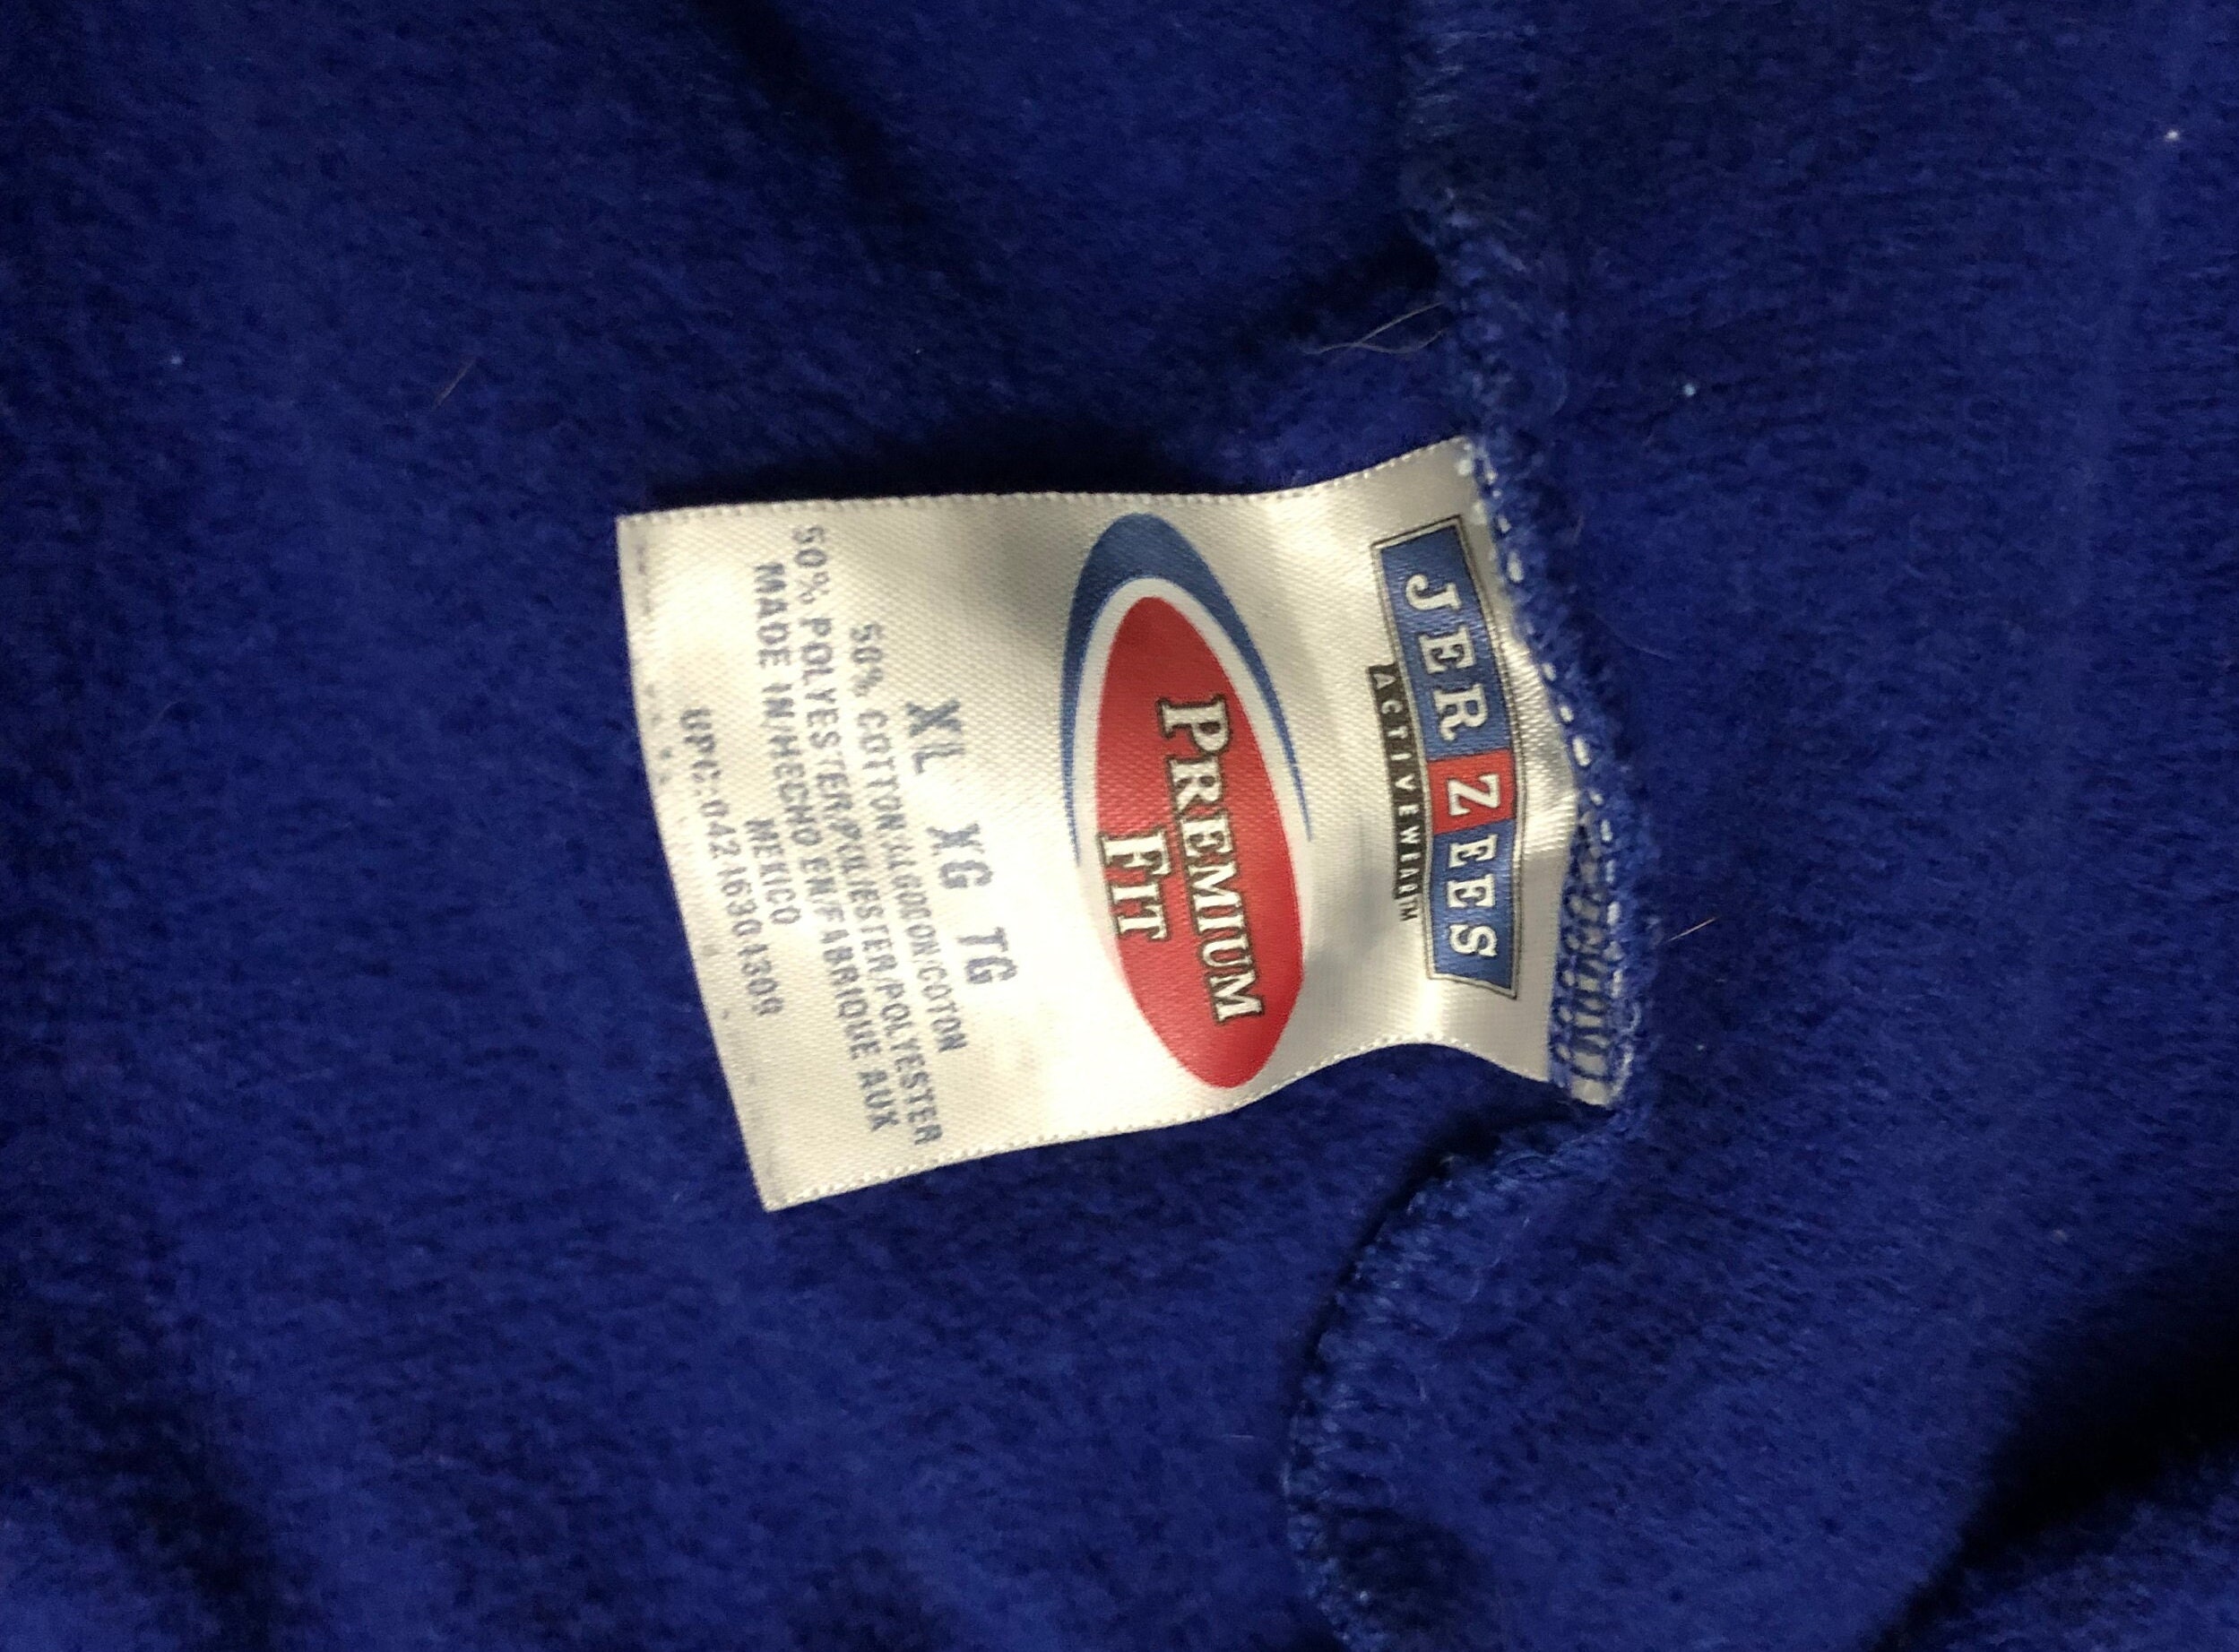 JERZEES
ACTIVEWEAR™
PREMIUM
FIT
XL XG TG
50% COTTON/ALGODON/COTON
50% POLYESTER/POLIESTER/POLYESTER
MADE IN/HECHO EN/FABRIQUE AUX
MEXICO